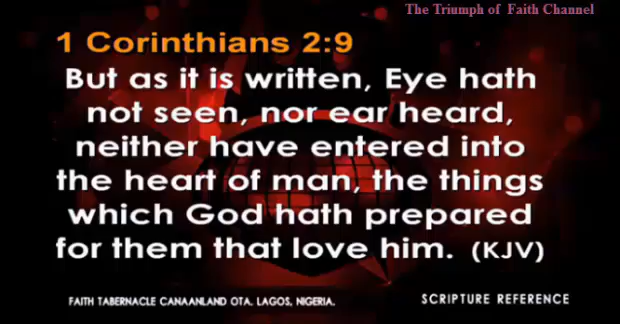 The Triumph of Faith Channel
1 Corinthians 2:9
But as it is written, Eye hath
not seen, nor ear heard,
neither have entered into
the heart of man, the things
which God hath prepared
for them that love him. (KJV)
FAITH TABERNACLE CANAANLAND OTA. LAGOS, NIGERIA.
SCRIPTURE REFERENCE